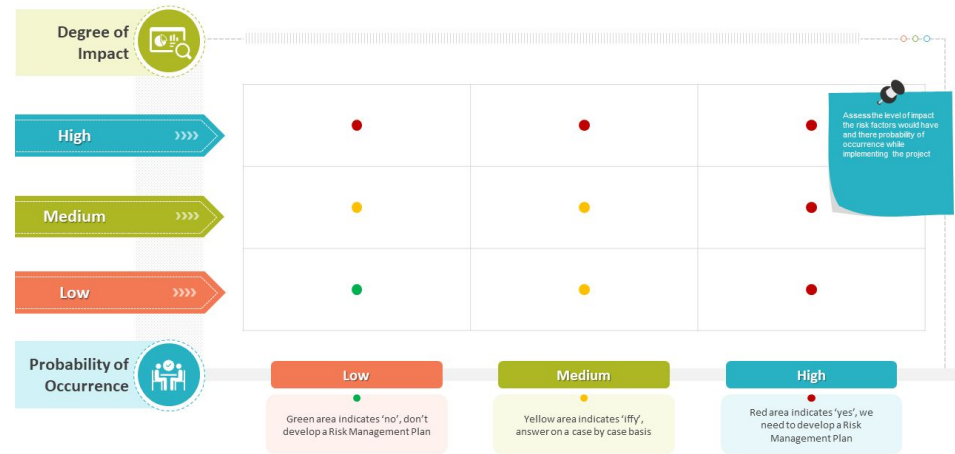 Degree of
Impact
High
Assess the level of impact
the risk factors would have
and there probability of
occurrence while
implementing the project
Medium
Low
Probability of
Occurrence
Low
Medium
High
Green area indicates ‘no’, don’t
develop a Risk Management Plan
Yellow area indicates ‘iffy’,
answer on a case by case basis
Red area indicates ‘yes’, we
need to develop a Risk
Management Plan